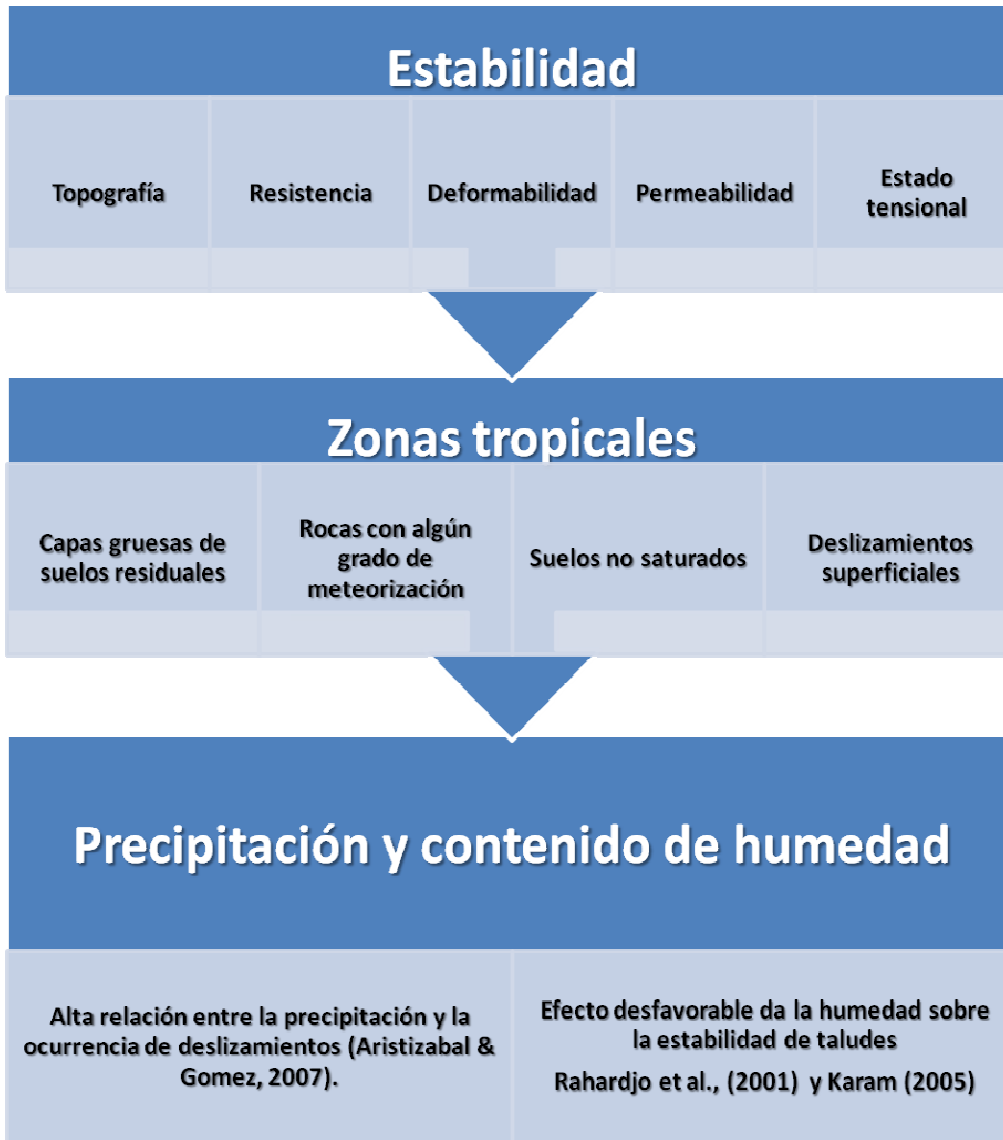 Estabilidad
Topografía
Resistencia
Deformabilidad
Permeabilidad
Estado
tensional
Zonas tropicales
Capas gruesas de
suelos residuales
Rocas con algún
grado de
meteorización
Suelos no saturados
Deslizamientos
superficiales
Precipitación y contenido de humedad
Alta relación entre la precipitación y la
ocurrencia de deslizamientos (Aristizabal &
Gomez, 2007).
Efecto desfavorable da la humedad sobre
la estabilidad de taludes
Rahardjo et al., (2001) y Karam (2005)